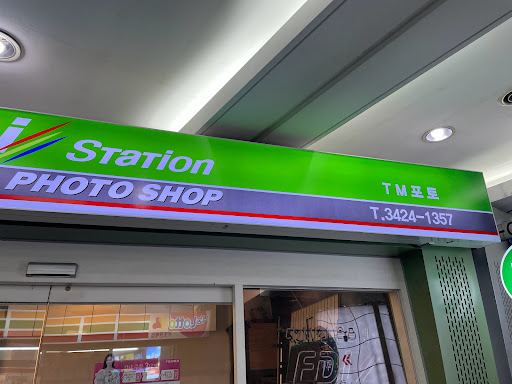 i Station
PHOTO SHOP
TM포토
T.3424-1357